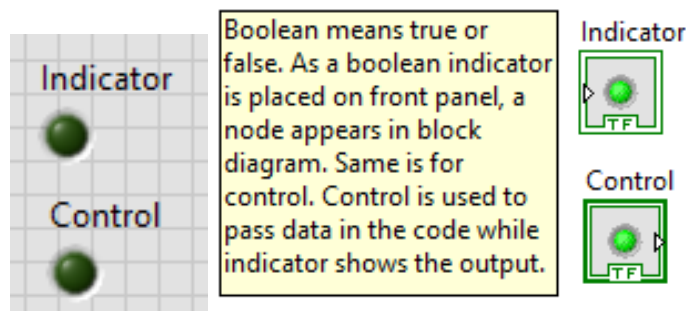 Indicator
Control
Boolean means true or
false. As a boolean indicator
is placed on front panel, a
node appears in block
diagram. Same is for
control. Control is used to
pass data in the code while
indicator shows the output.
Indicator
TF
Control
TF